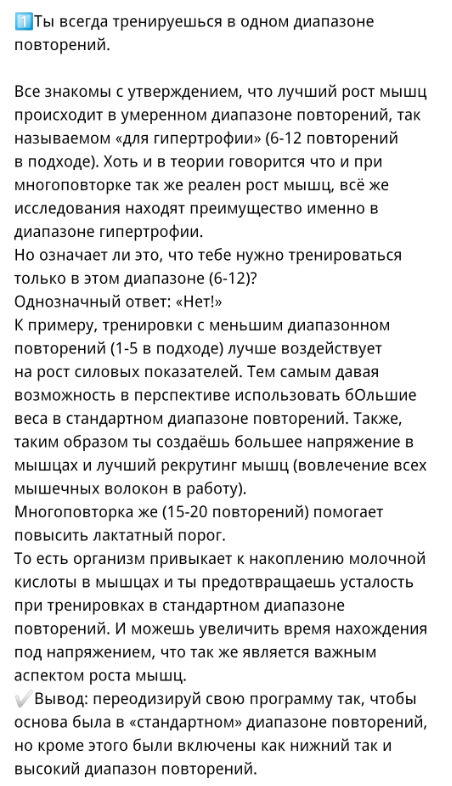 1️⃣Ты всегда тренируешься в одном диапазоне
повторений.
Все знакомы с утверждением, что лучший рост мышц
происходит в умеренном диапазоне повторений, так
называемом «для гипертрофии» (6-12 повторений
в подходе). Хоть и в теории говорится что и при
многоповторке так же реален рост мышц, всё же
исследования находят преимущество именно в
диапазоне гипертрофии.
Но означает ли это, что тебе нужно тренироваться
только в этом диапазоне (6-12)?
Однозначный ответ: «Нет!»
К примеру, тренировки с меньшим диапазонном
повторений (1-5 в подходе) лучше воздействует
на рост силовых показателей. Тем самым давая
возможность в перспективе использовать бОльшие
веса в стандартном диапазоне повторений. Также,
таким образом ты создаёшь большее напряжение в
мышцах и лучший рекрутинг мышц (вовлечение всех
мышечных волокон в работу).
Многоповторка же (15-20 повторений) помогает
повысить лактатный порог.
То есть организм привыкает к накоплению молочной
кислоты в мышцах и ты предотвращаешь усталость
при тренировках в стандартном диапазоне
повторений. И можешь увеличить время нахождения
под напряжением, что так же является важным
аспектом роста мышц.
✔️Вывод: переодизируй свою программу так, чтобы
основа была в «стандартном» диапазоне повторений,
но кроме этого были включены как нижний так и
высокий диапазон повторений.